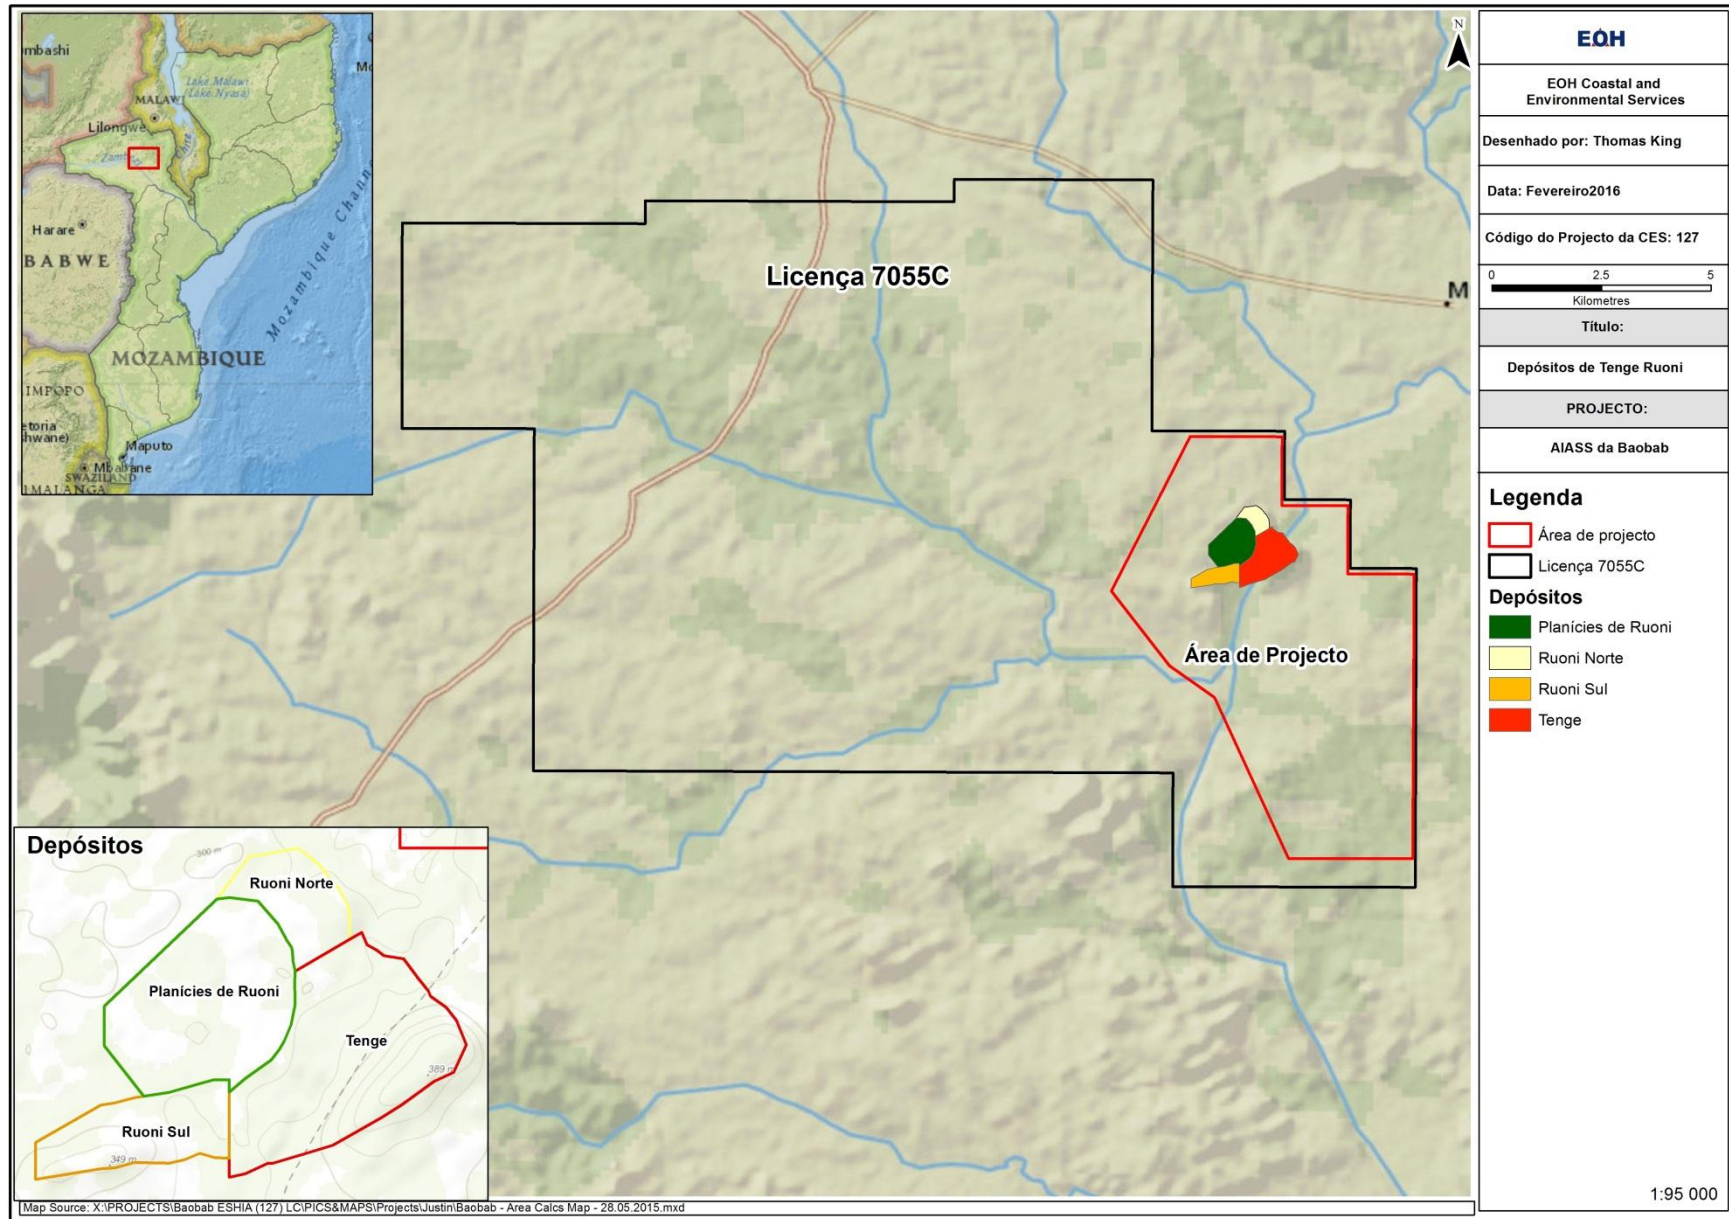 mbashi
Lake Malawi
(Lake Nyasa)
MALAWI
Lilongwe
Harare
BABWE
Mozambique Chann
MOZAMBIQUE
IMPOPO
etoria
shwane)
Maputo
Mbabane
SWAZILAND
MALANGA
Licença 7055C
M
Área de Projecto
N
EOH
EOH Coastal and
Environmental Services
Desenhado por: Thomas King
Data: Fevereiro2016
Código do Projecto da CES: 127
0 2.5 5
Kilometres
Título:
Depósitos de Tenge Ruoni
PROJECTO:
AIASS da Baobab
Legenda
Área de projecto
Licença 7055C
Depósitos
Planícies de Ruoni
Ruoni Norte
Ruoni Sul
Tenge
1:95 000
Depósitos
300 m
Ruoni Norte
Planícies de Ruoni
Tenge
389 m
Ruoni Sul
349 m
Map Source: X:\PROJECTS\Baobab ESHIA (127) LC\PICS&MAPS\Projects\Justin\Baobab - Area Calcs Map - 28.05.2015.mxd